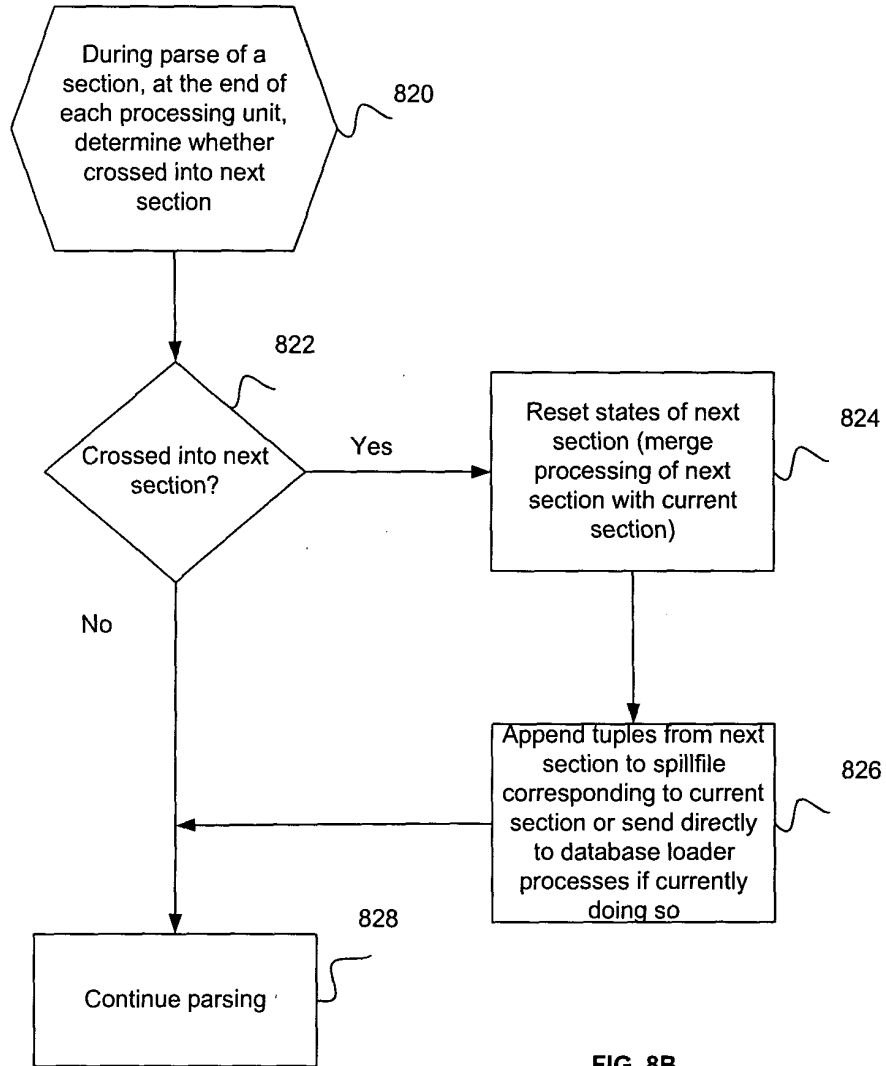 During parse of a
section, at the end of
each processing unit,
determine whether
crossed into next
section
820
822
Crossed into next
section?
Yes
No
Reset states of next
section (merge
processing of next
section with current
section)
824
Append tuples from next
section to spillfile
corresponding to current
section or send directly
to database loader
processes if currently
doing so
826
828
Continue parsing
FIG. 8B